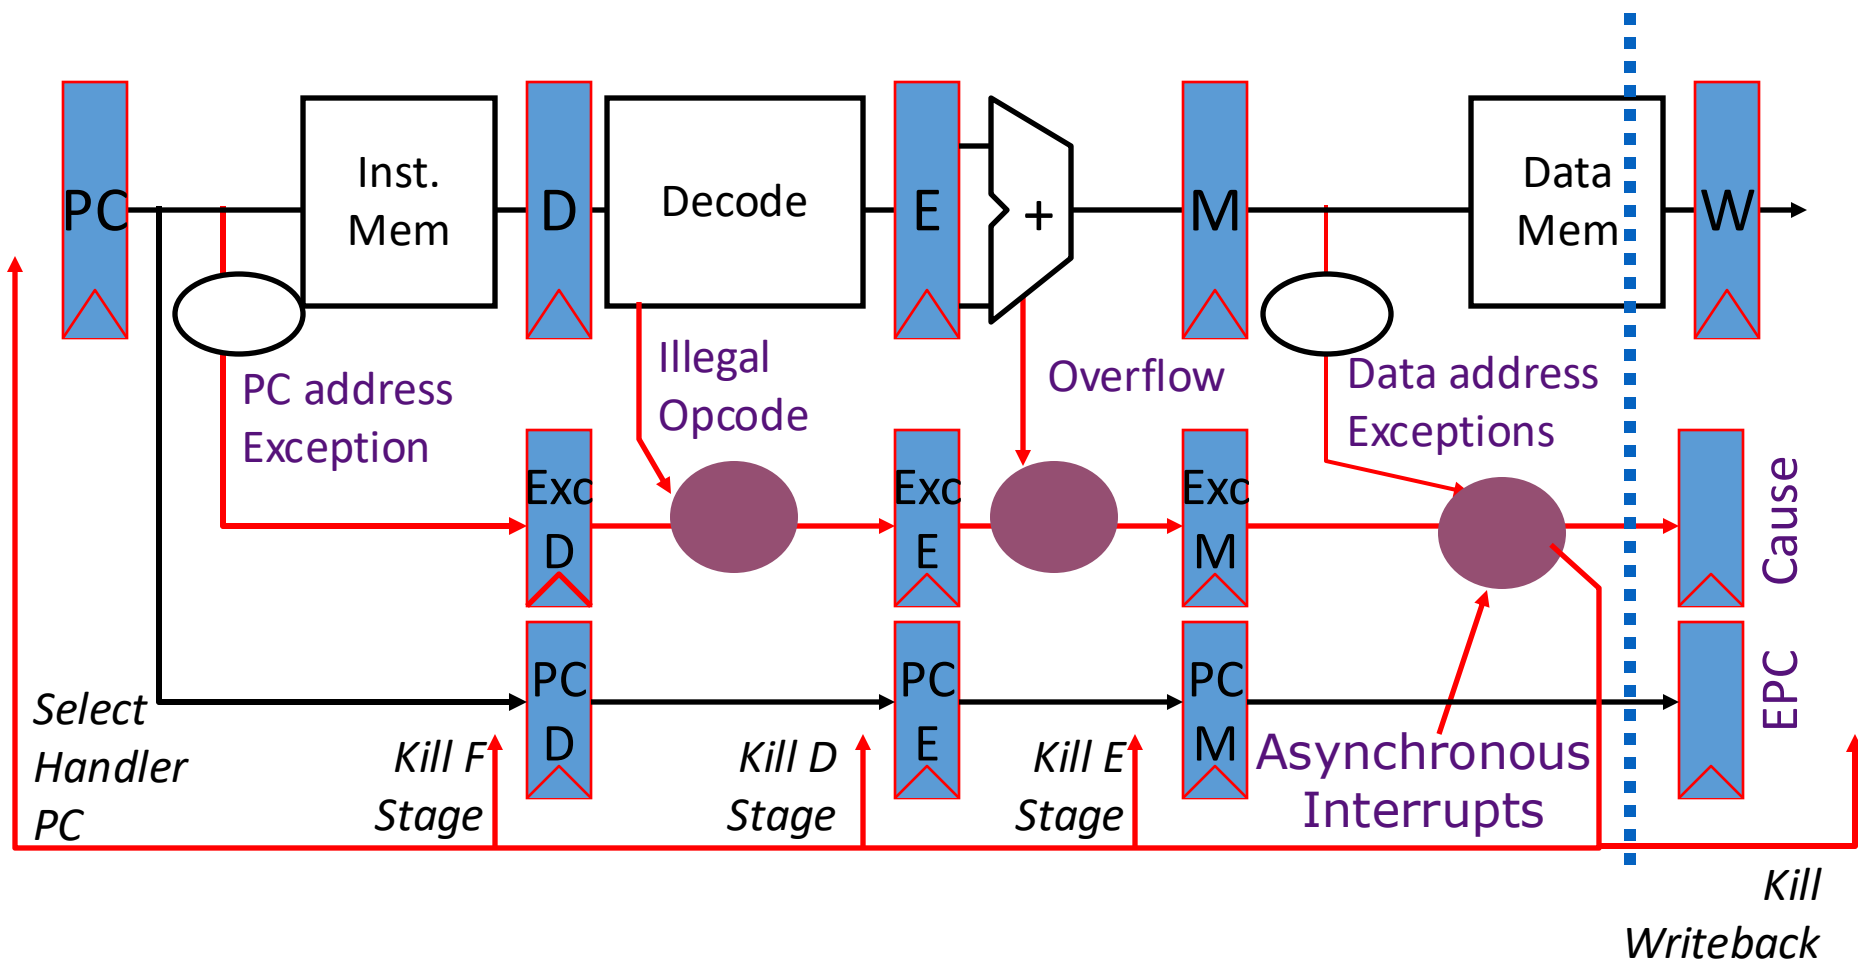 PC
Inst.
Mem
D
Decode
E
+
M
Data
Mem
W
PC address
Exception
Illegal
Opcode
Overflow
Data address
Exceptions
Exc
D
Exc
E
Exc
M
Cause
PC
D
PC
E
PC
M
EPC
Select
Handler
PC
Kill F
Stage
Kill D
Stage
Kill E
Stage
Asynchronous
Interrupts
Kill
Writeback